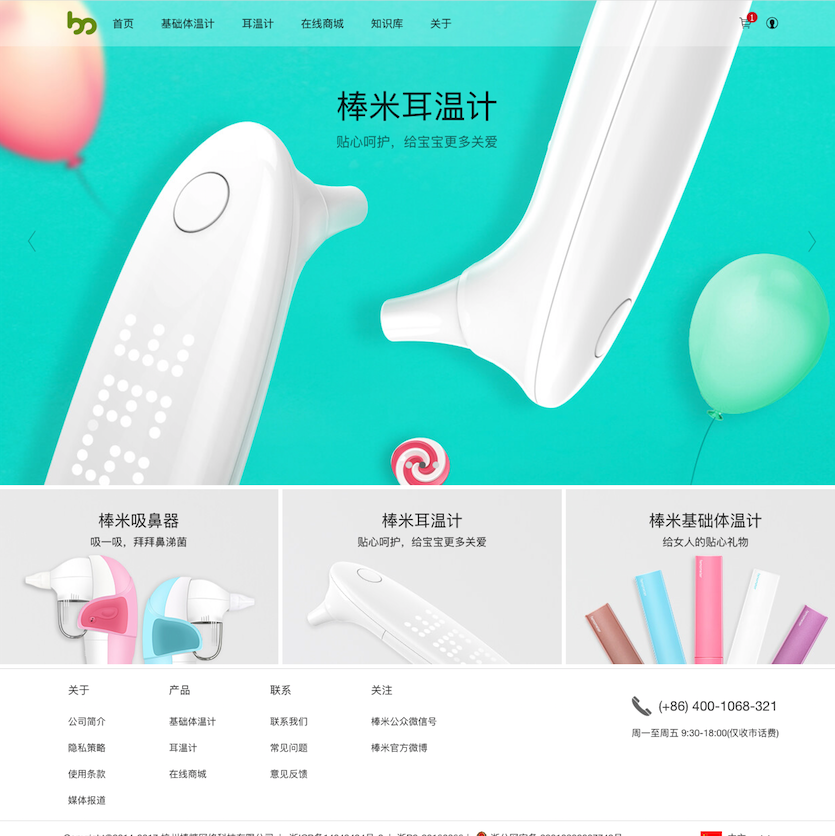 首页 基础体温计 耳温计 在线商城 知识库 关于 1
棒米耳温计
贴心呵护，给宝宝更多关爱
棒米吸鼻器 棒米耳温计 棒米基础体温计
吸一吸，拜拜鼻涕菌 贴心呵护，给宝宝更多关爱 给女人的贴心礼物
关于 产品 联系 关注
(+86) 400-1068-321
公司简介 基础体温计 联系我们 棒米公众微信号
周一至周五 9:30-18:00(仅收市话费)
隐私策略 耳温计 常见问题 棒米官方微博
使用条款 在线商城 意见反馈
媒体报道